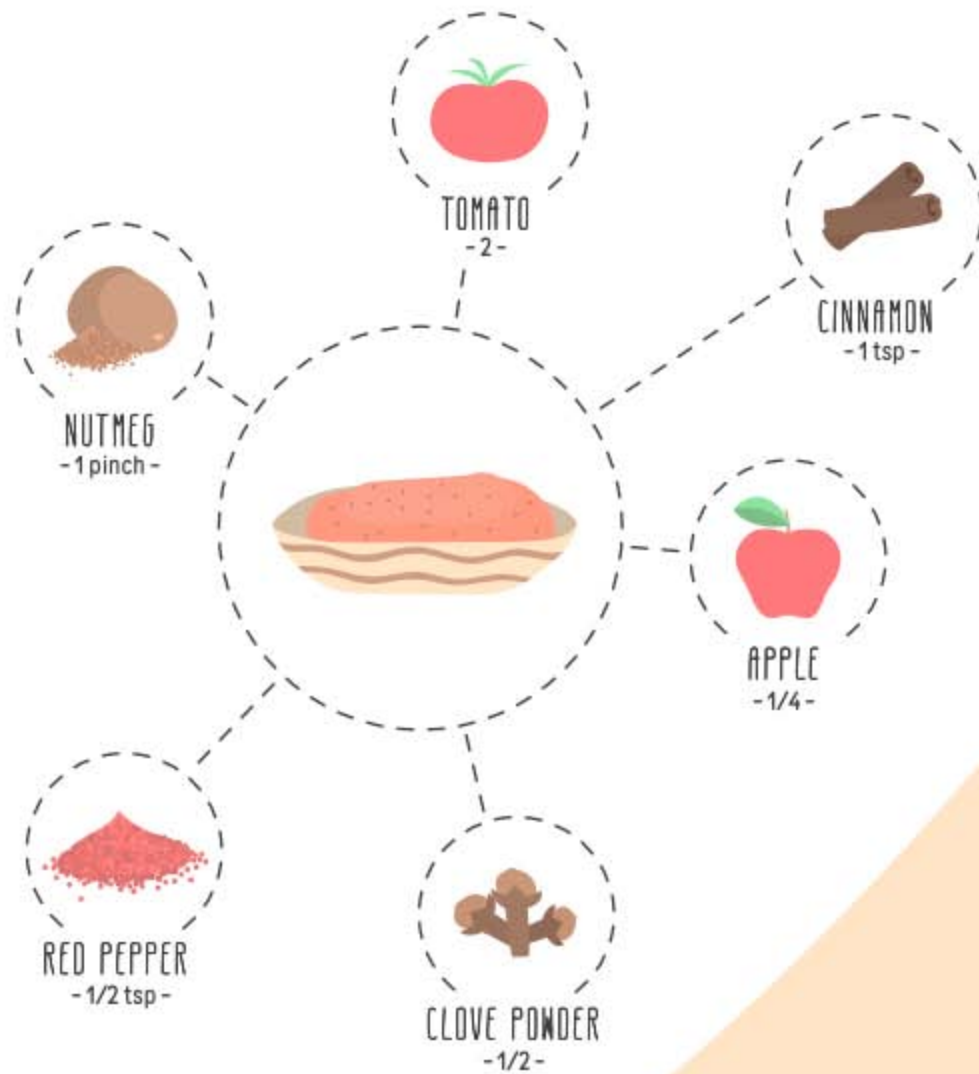 TOMATO
-2-
CINNAMON
-1 tsp-
NUTMEG
-1 pinch-
APPLE
-1/4-
RED PEPPER
-1/2 tsp-
CLOVE POWDER
-1/2-